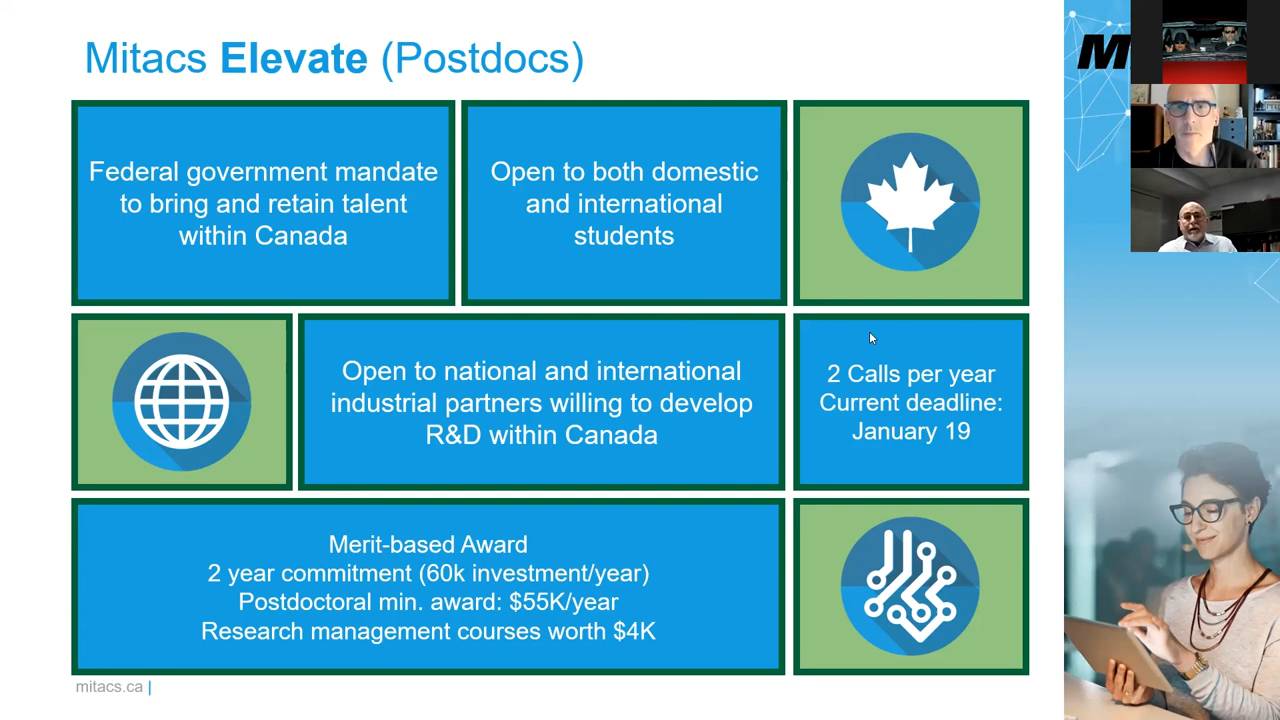 Mitacs Elevate (Postdocs)
Federal government mandate
to bring and retain talent
within Canada
Open to both domestic
and international
students
Open to national and international
industrial partners willing to develop
R&D within Canada
2 Calls per year
Current deadline:
January 19
Merit-based Award
2 year commitment (60k investment/year)
Postdoctoral min. award: $55K/year
Research management courses worth $4K
mitacs.ca |